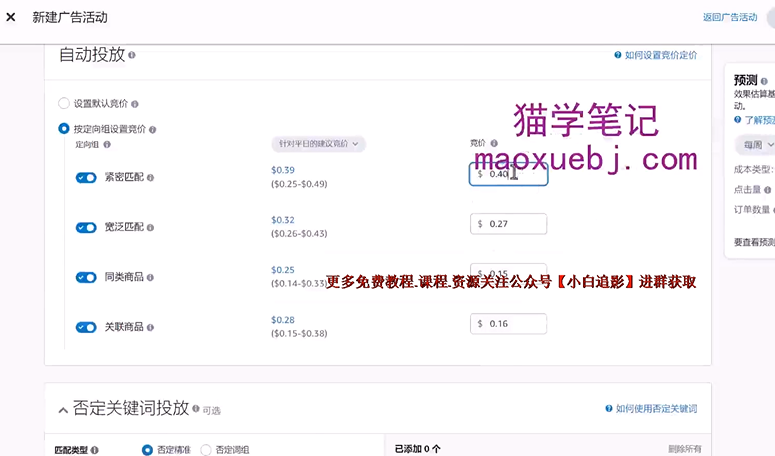 新建广告活动
返回广告活动
自动投放
如何设置竞价定价
设置默认竞价
按定向组设置竞价
定向组
针对平日的建议竞价
竞价
紧密匹配
$0.39
($0.25-$0.49)
$ 0.40
宽泛匹配
$0.32
($0.26-$0.43)
$ 0.27
同类商品
$0.25
($0.14-$0.33)
$ 0.15
关联商品
$0.28
($0.15-$0.38)
$ 0.16
猫学笔记
maoxuebj.com
更多免费教程.课程.资源关注公众号【小白追影】进群获取
否定关键词投放 可选
如何使用否定关键词
匹配类型
否定精准
否定词组
已添加 0 个
删除所有
预测
效果估算基
动。
了解预测
每周
成本类型:
点击量
订单数量
要查看预测